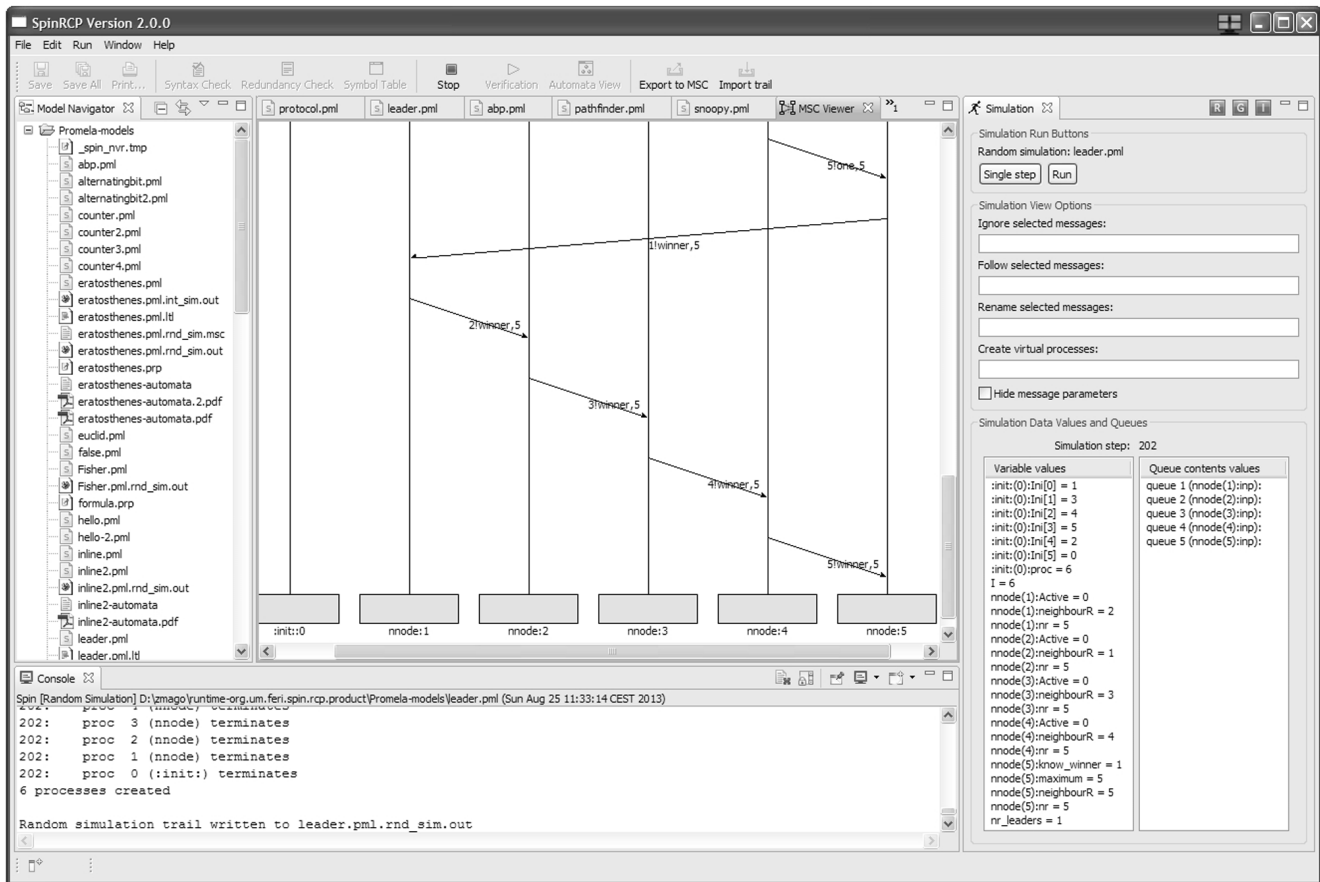 SpinRCP Version 2.0.0
File Edit Run Window Help
Save Save All Print... Syntax Check Redundancy Check Symbol Table Stop Verification Automata View Export to MSC Import trail
Model Navigator
Promela-models
_spin_nvr.tmp
abp.pml
alternatingbit.pml
alternatingbit2.pml
counter.pml
counter2.pml
counter3.pml
counter4.pml
eratosthenes.pml
eratosthenes.pml.int_sim.out
eratosthenes.pml.ltl
eratosthenes.pml.rnd_sim.msc
eratosthenes.pml.rnd_sim.out
eratosthenes.prp
eratosthenes-automata
eratosthenes-automata.2.pdf
eratosthenes-automata.pdf
euclid.pml
false.pml
Fisher.pml
Fisher.pml.rnd_sim.out
formula.prp
hello.pml
hello-2.pml
inline.pml
inline2.pml
inline2.pml.rnd_sim.out
inline2-automata
inline2-automata.pdf
leader.pml
leader.pml.ltl
protocol.pml leader.pml abp.pml pathfinder.pml snoopy.pml MSC Viewer »1
5!one,5
1!winner,5
2!winner,5
3!winner,5
4!winner,5
5!winner,5
:init::0 nnode:1 nnode:2 nnode:3 nnode:4 nnode:5
Simulation R G I
Simulation Run Buttons
Random simulation: leader.pml
Single step Run
Simulation View Options
Ignore selected messages:
Follow selected messages:
Rename selected messages:
Create virtual processes:
Hide message parameters
Simulation Data Values and Queues
Simulation step: 202
Variable values
:init:(0):Ini[0] = 1
:init:(0):Ini[1] = 3
:init:(0):Ini[2] = 4
:init:(0):Ini[3] = 5
:init:(0):Ini[4] = 2
:init:(0):Ini[5] = 0
:init:(0):proc = 6
I = 6
nnode(1):Active = 0
nnode(1):neighbourR = 2
nnode(1):nr = 5
nnode(2):Active = 0
nnode(2):neighbourR = 1
nnode(2):nr = 5
nnode(3):Active = 0
nnode(3):neighbourR = 3
nnode(3):nr = 5
nnode(4):Active = 0
nnode(4):neighbourR = 4
nnode(4):nr = 5
nnode(5):know_winner = 1
nnode(5):maximum = 5
nnode(5):neighbourR = 5
nnode(5):nr = 5
nr_leaders = 1
Queue contents values
queue 1 (nnode(1):inp):
queue 2 (nnode(2):inp):
queue 3 (nnode(3):inp):
queue 4 (nnode(4):inp):
queue 5 (nnode(5):inp):
Console
Spin [Random Simulation] D:\zmago\runtime-org.um.feri.spin.rcp.product\Promela-models\leader.pml (Sun Aug 25 11:33:14 CEST 2013)
202: proc 4 (nnode) terminates
202: proc 3 (nnode) terminates
202: proc 2 (nnode) terminates
202: proc 1 (nnode) terminates
202: proc 0 (:init:) terminates
6 processes created
Random simulation trail written to leader.pml.rnd_sim.out